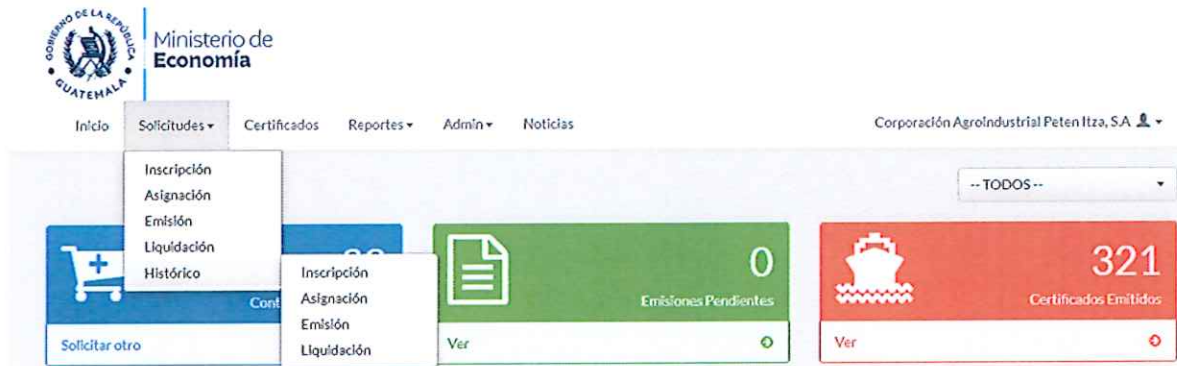 GOBIERNO DE LA REPÚBLICA
GUATEMALA
Ministerio de
Economía
Inicio Solicitudes Certificados Reportes Admin Noticias Corporación Agroindustrial Peten Itza, S.A
Inscripción
Asignación
Emisión
Liquidación
Histórico
Inscripción
Asignación
Emisión
Liquidación
-- TODOS --
Solicitar otro
0
Emisiones Pendientes
Ver
321
Certificados Emitidos
Ver